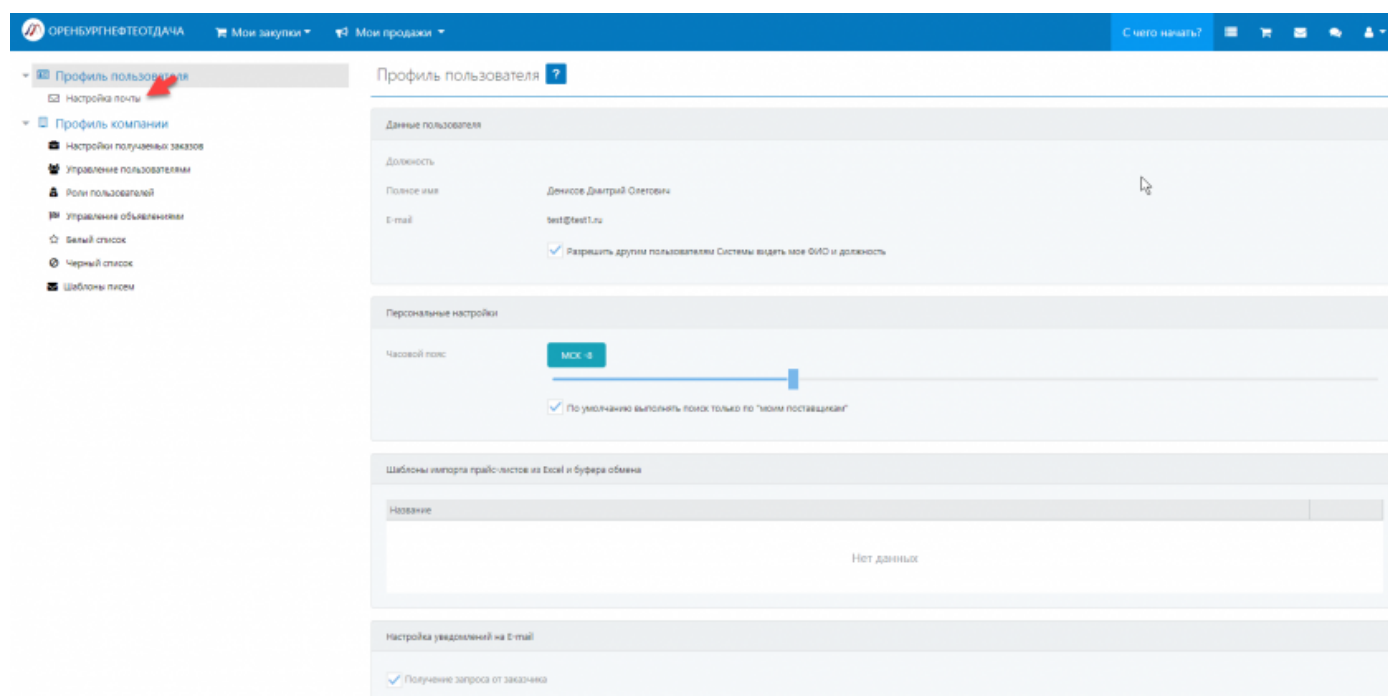 ОРЕНБУРГНЕФТЕОТДАЧА Мои закупки Мои продажи С чего начать?
Профиль пользователя
Настройка почты
Профиль компании
Настройки получаемых заказов
Управление пользователями
Роли пользователей
Управление объявлениями
Белый список
Черный список
Шаблоны писем
Профиль пользователя ?
Данные пользователя
Должность
Полное имя Денисов Дмитрий Олегович
E-mail test@test1.ru
Разрешить другим пользователям Системы видеть мое ФИО и должность
Персональные настройки
Часовой пояс МСК -8
По умолчанию выполнять поиск только по "моим поставщикам"
Шаблоны импорта прайс-листов из Excel и буфера обмена
Название
Нет данных
Настройка уведомлений на E-mail
Получение запроса от заказчика